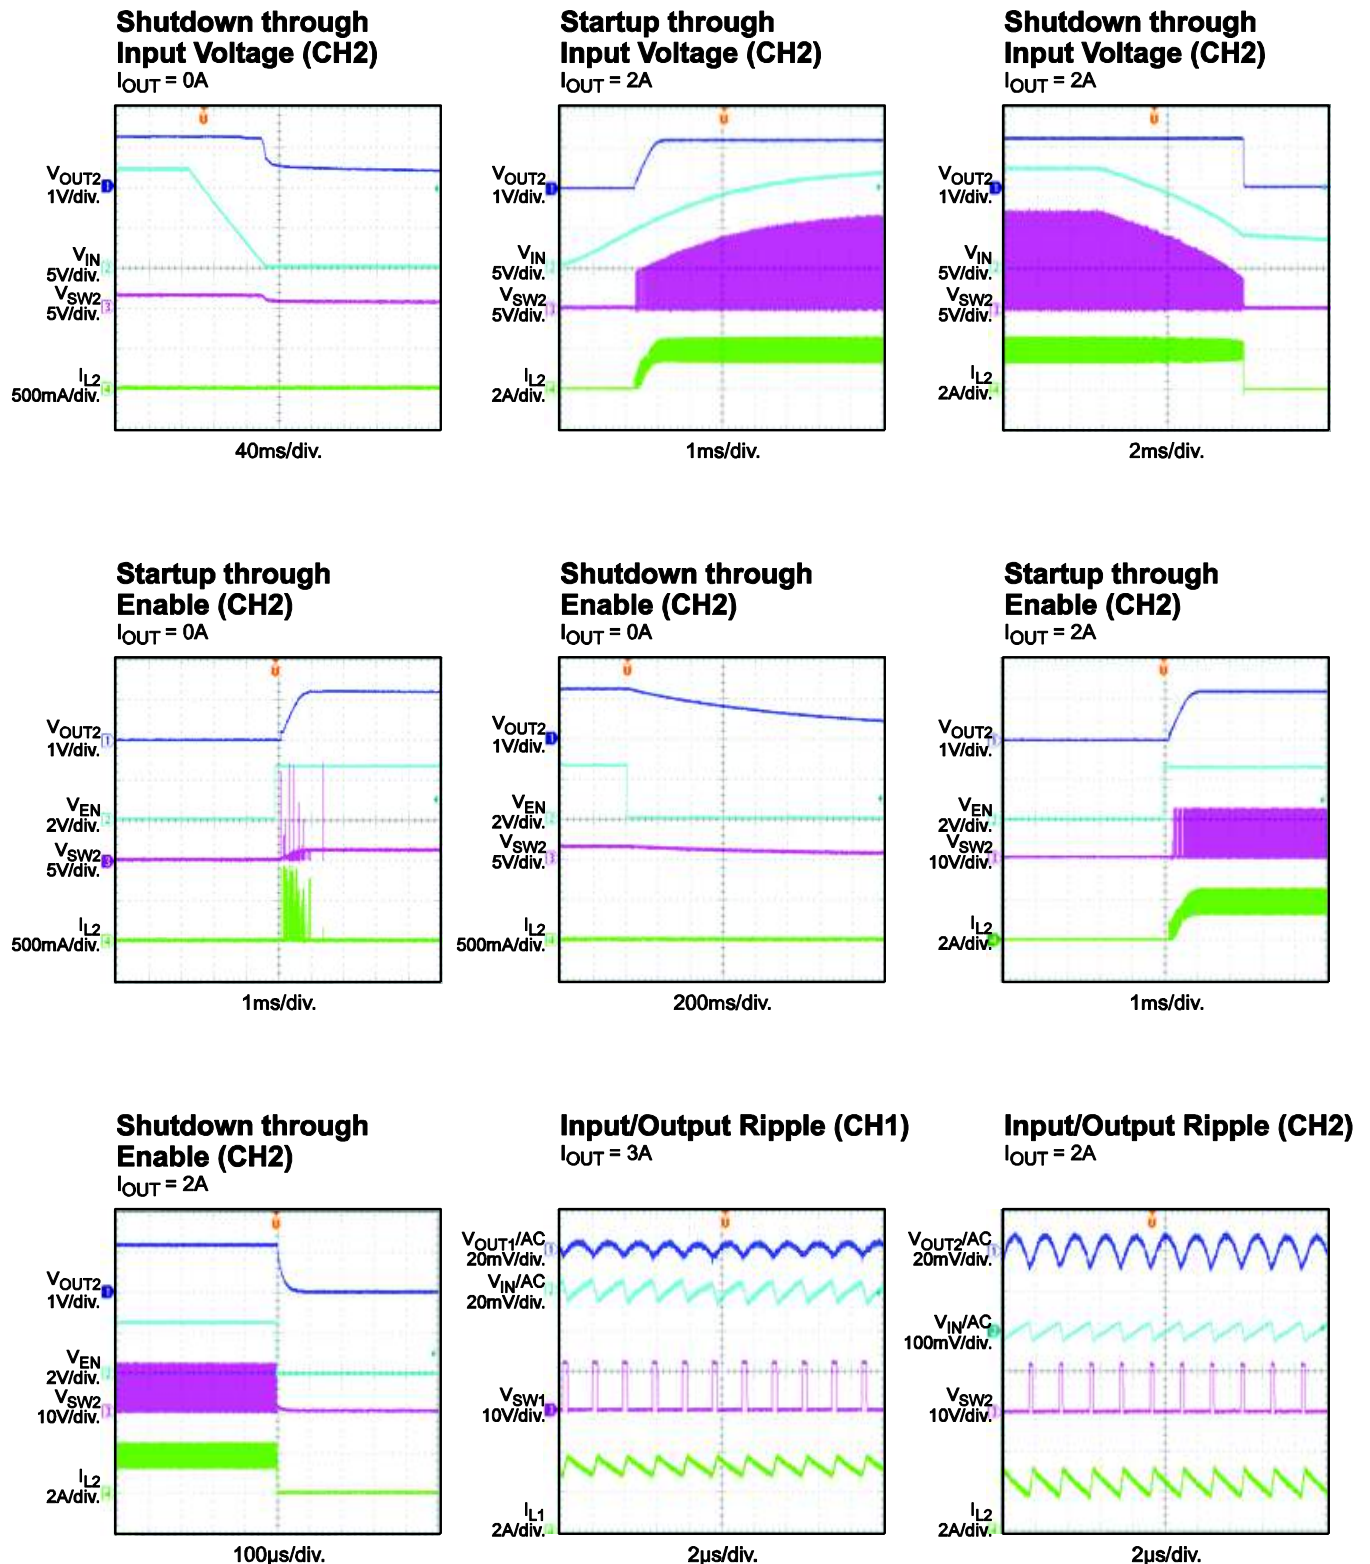 Shutdown through
Input Voltage (CH2)
IOUT = 0A
VOUT2
1V/div.
VIN
5V/div.
VSW2
5V/div.
IL2
500mA/div.
40ms/div.
Startup through
Input Voltage (CH2)
IOUT = 2A
VOUT2
1V/div.
VIN
5V/div.
VSW2
5V/div.
IL2
2A/div.
1ms/div.
Shutdown through
Input Voltage (CH2)
IOUT = 2A
VOUT2
1V/div.
VIN
5V/div.
VSW2
5V/div.
IL2
2A/div.
2ms/div.
Startup through
Enable (CH2)
IOUT = 0A
VOUT2
1V/div.
VEN
2V/div.
VSW2
5V/div.
IL2
500mA/div.
1ms/div.
Shutdown through
Enable (CH2)
IOUT = 0A
VOUT2
1V/div.
VEN
2V/div.
VSW2
5V/div.
IL2
500mA/div.
200ms/div.
Startup through
Enable (CH2)
IOUT = 2A
VOUT2
1V/div.
VEN
2V/div.
VSW2
10V/div.
IL2
2A/div.
1ms/div.
Shutdown through
Enable (CH2)
IOUT = 2A
VOUT2
1V/div.
VEN
2V/div.
VSW2
10V/div.
IL2
2A/div.
100µs/div.
Input/Output Ripple (CH1)
IOUT = 3A
VOUT1/AC
20mV/div.
VIN/AC
20mV/div.
VSW1
10V/div.
IL1
2A/div.
2µs/div.
Input/Output Ripple (CH2)
IOUT = 2A
VOUT2/AC
20mV/div.
VIN/AC
100mV/div.
VSW2
10V/div.
IL2
2A/div.
2µs/div.